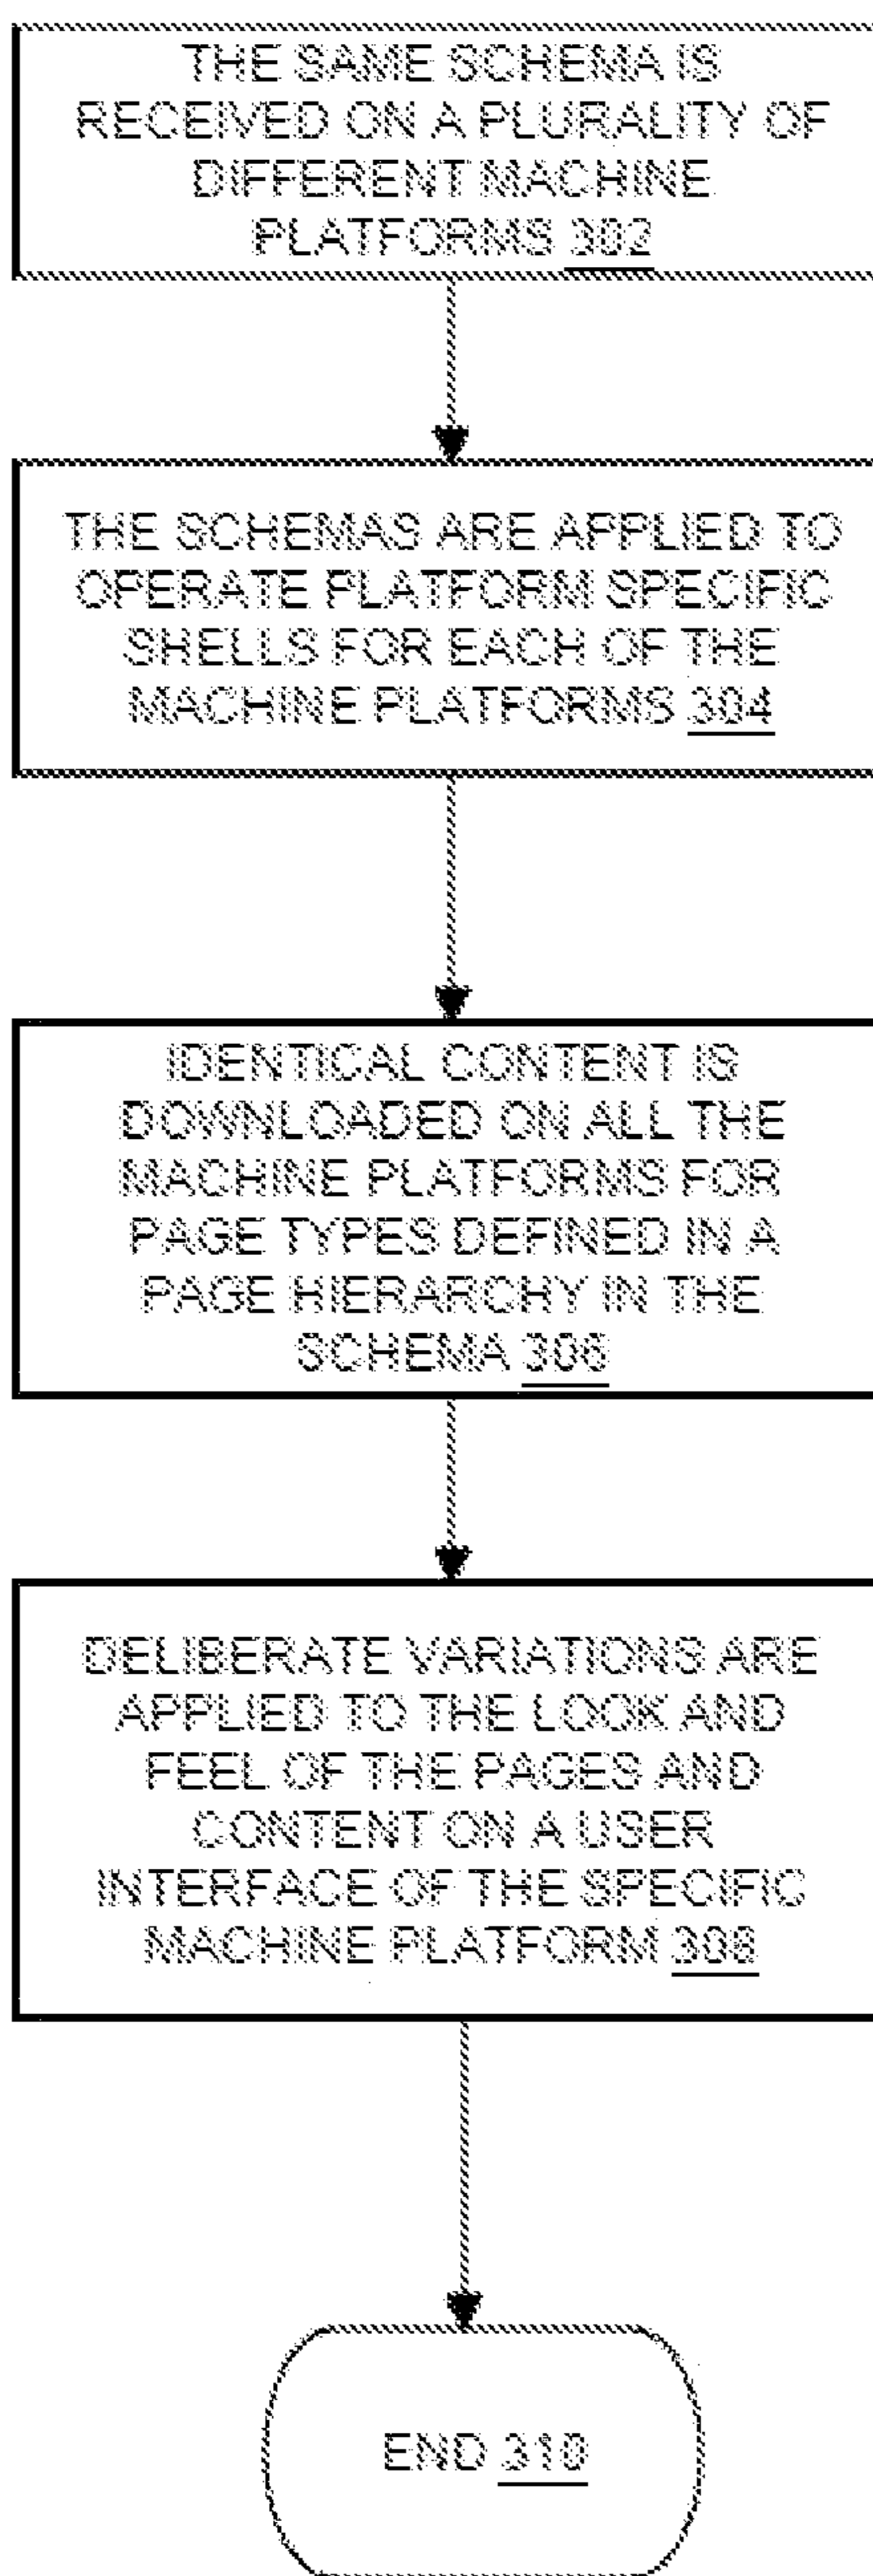 THE SAME SCHEMA IS
RECEIVED ON A PLURALITY OF
DIFFERENT MACHINE
PLATFORMS 302
THE SCHEMAS ARE APPLIED TO
OPERATE PLATFORM SPECIFIC
SHELLS FOR EACH OF THE
MACHINE PLATFORMS 304
IDENTICAL CONTENT IS
DOWNLOADED ON ALL THE
MACHINE PLATFORMS FOR
PAGE TYPES DEFINED IN A
PAGE HIERARCHY IN THE
SCHEMA 306
DELIBERATE VARIATIONS ARE
APPLIED TO THE LOOK AND
FEEL OF THE PAGES AND
CONTENT ON A USER
INTERFACE OF THE SPECIFIC
MACHINE PLATFORM 308
END 310